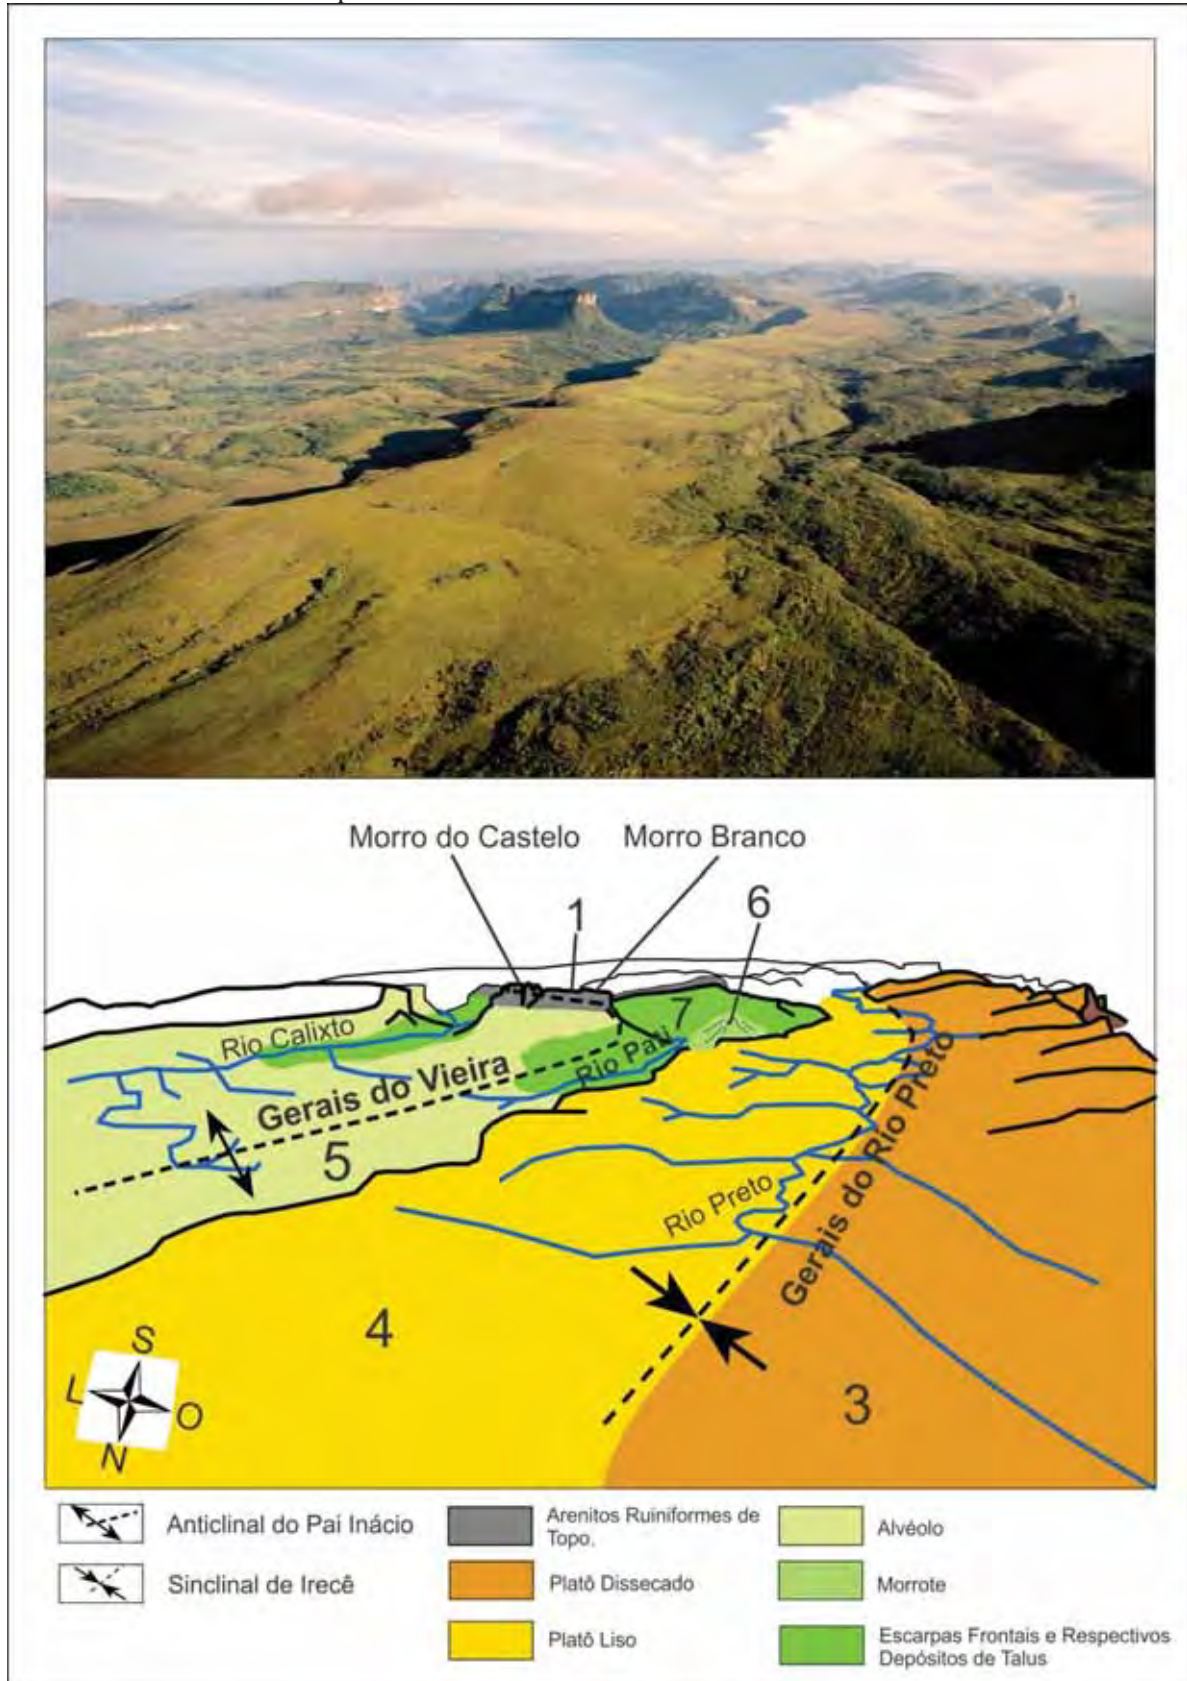 Morro do Castelo
Morro Branco
1
6
7
Rio Calixto
Rio Pati
Gerais do Vieira
5
Gerais do Rio Preto
Rio Preto
4
3
S
L
O
N
Anticlinal do Pai Inácio
Sinclinal de Irecê
Arenitos Ruiniformes de
Topo.
Platô Dissecado
Platô Liso
Alvéolo
Morrote
Escarpas Frontais e Respectivos
Depósitos de Talus